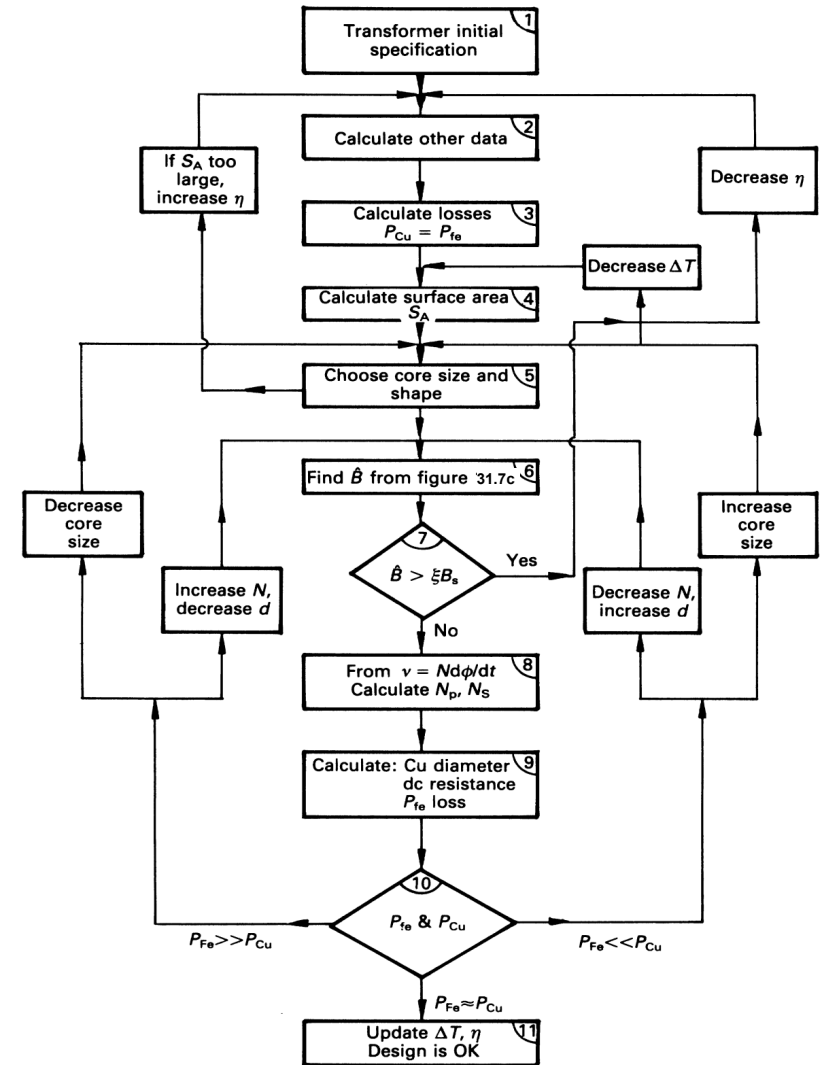 1
Transformer initial
specification
2
Calculate other data
If S_A too
large,
increase η
Decrease η
3
Calculate losses
P_Cu = P_fe
Decrease ΔT
4
Calculate surface area
S_A
5
Choose core size and
shape
6
Find B̂ from figure 31.7c
Decrease
core
size
Increase
core
size
7
B̂ > ξB_s
Yes
No
Increase N,
decrease d
Decrease N,
increase d
8
From ν = Ndϕ/dt
Calculate N_p, N_S
9
Calculate: Cu diameter
dc resistance
P_fe loss
10
P_fe & P_Cu
P_Fe>>P_Cu
P_Fe<<P_Cu
P_Fe≈P_Cu
11
Update ΔT, η
Design is OK